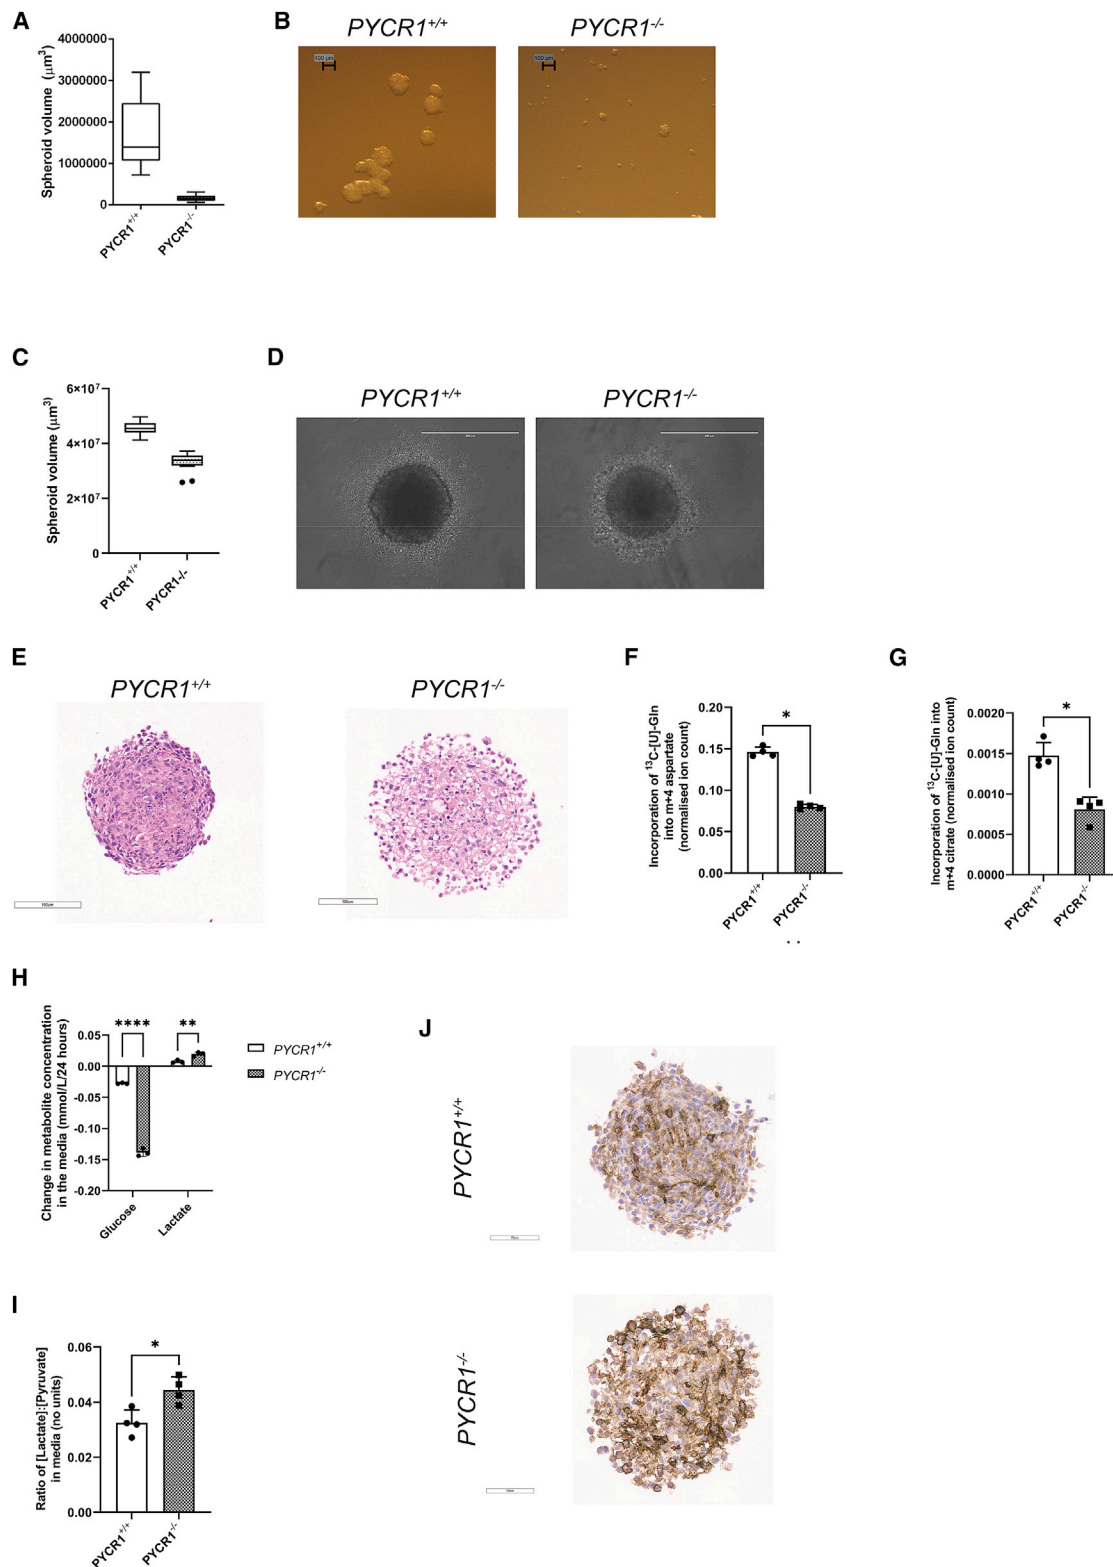 A
Spheroid volume (μm³)
4000000
3000000
2000000
1000000
0
PYCR1⁺/⁺
PYCR1⁻/⁻
B
PYCR1⁺/⁺
PYCR1⁻/⁻
100 μm
100 μm
C
Spheroid volume (μm³)
6×10⁷
4×10⁷
2×10⁷
0
PYCR1⁺/⁺
PYCR1-/-
D
PYCR1⁺/⁺
PYCR1⁻/⁻
E
PYCR1⁺/⁺
PYCR1⁻/⁻
100μm
100μm
F
Incorporation of ¹³C-[U]-Gln
into m+4 aspartate
(normalised ion count)
0.20
0.15
0.10
0.05
0.00
*
PYCR1⁺/⁺
PYCR1⁻/⁻
G
Incorporation of ¹³C-[U]-Gln into
m+4 citrate (normalised ion count)
0.0020
0.0015
0.0010
0.0005
0.0000
*
PYCR1⁺/⁺
PYCR1⁻/⁻
H
Change in metabolite concentration
in the media (mmol/L/24 hours)
0.05
0.00
-0.05
-0.10
-0.15
-0.20
****
**
Glucose
Lactate
PYCR1⁺/⁺
PYCR1⁻/⁻
I
Ratio of [Lactate]:[Pyruvate]
in media (no units)
0.06
0.04
0.02
0.00
*
PYCR1⁺/⁺
PYCR1⁻/⁻
J
PYCR1⁺/⁺
PYCR1⁻/⁻